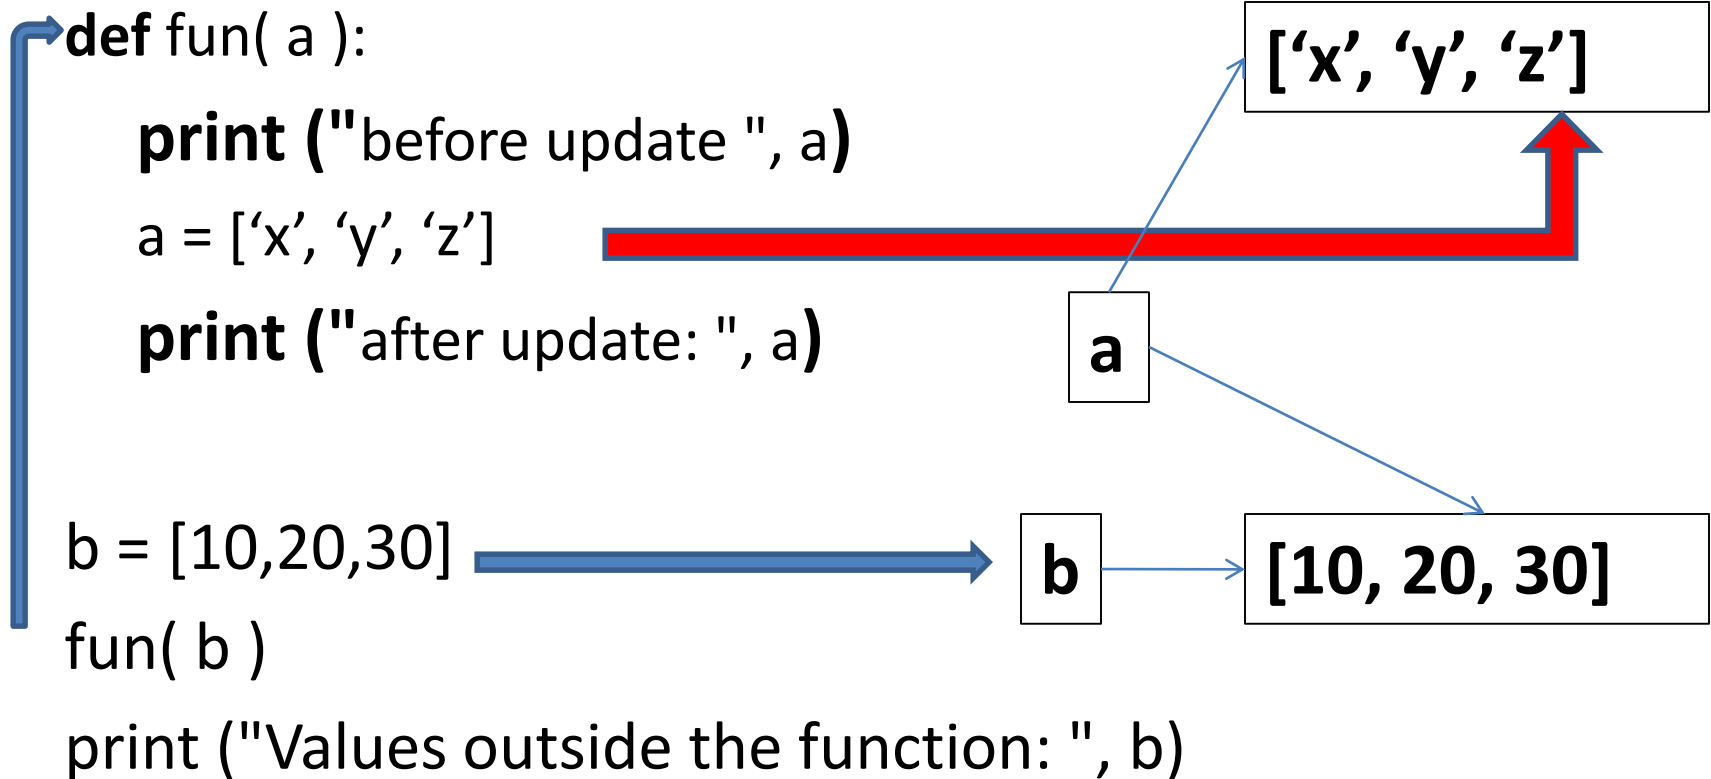 def fun( a ):
print ("before update ", a)
a = [‘x’, ‘y’, ‘z’]
print ("after update: ", a)
b = [10,20,30]
fun( b )
print ("Values outside the function: ", b)
[‘x’, ‘y’, ‘z’]
a
b
[10, 20, 30]